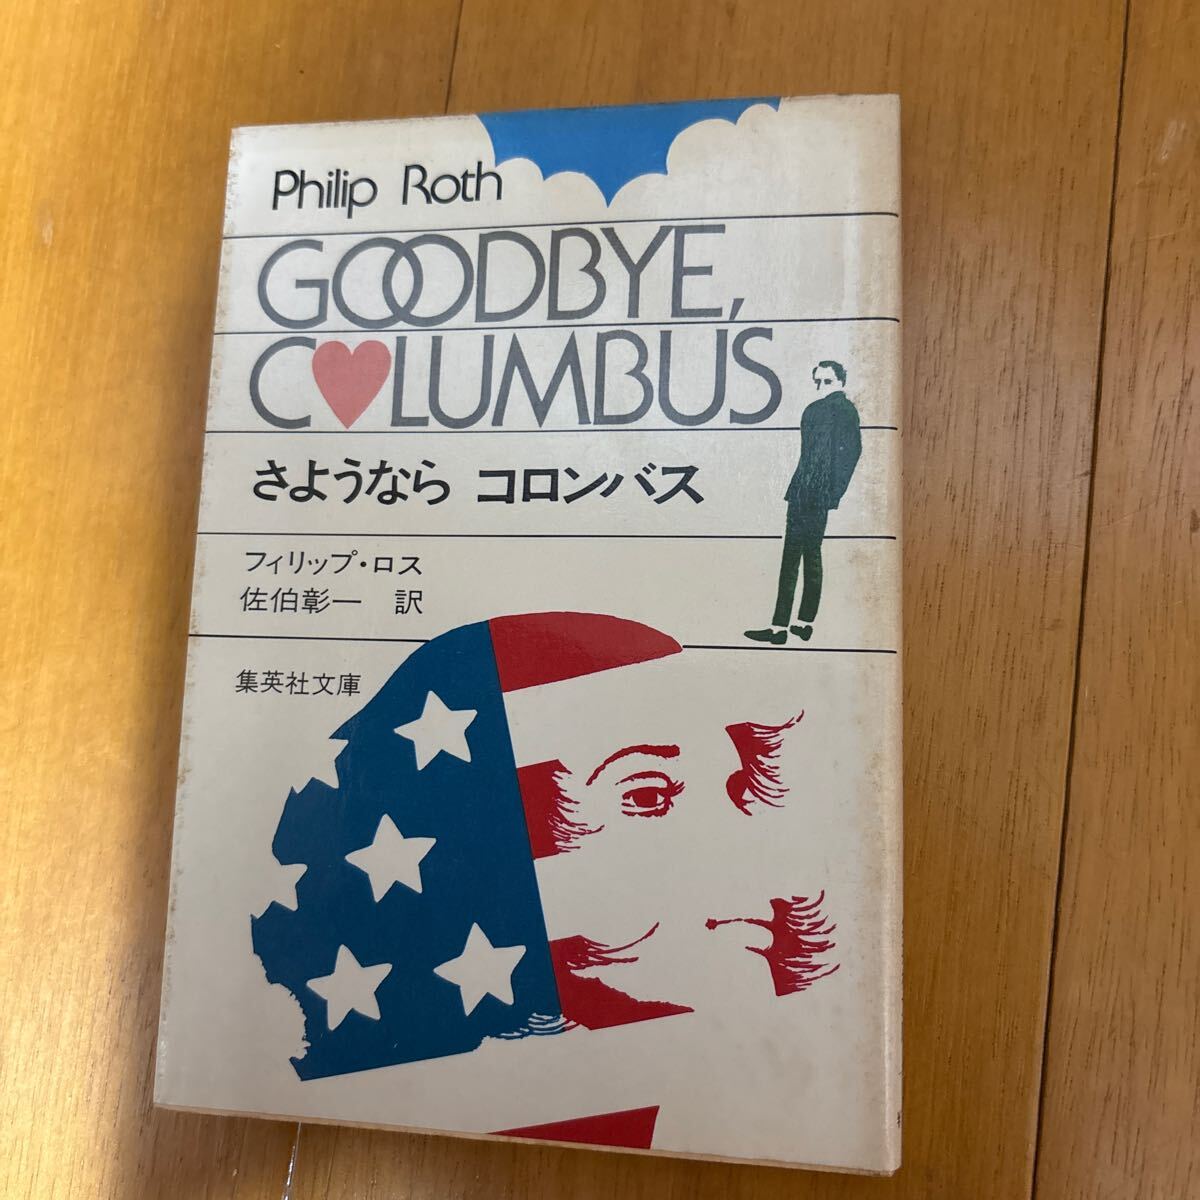 Philip Roth
GOODBYE,
C♥LUMBUS
さようなら コロンバス
フィリップ・ロス
佐伯彰一 訳
集英社文庫